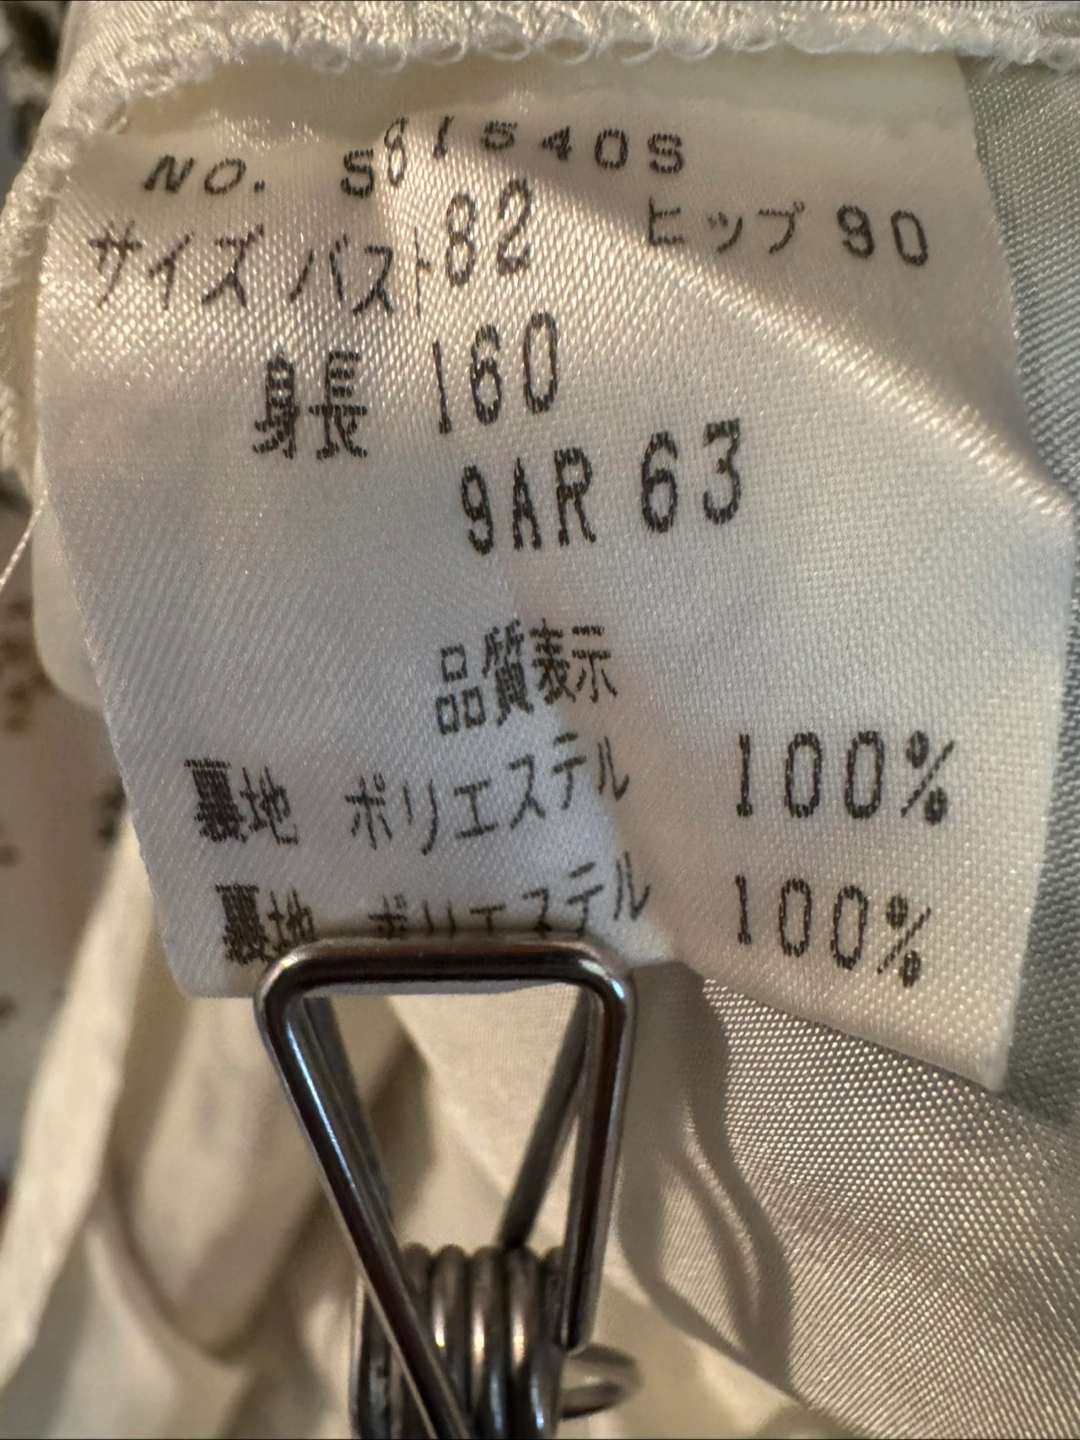 NO. S81540S
サイズ バスト82 ヒップ 90
身長 160
9AR 63
品質表示
裏地 ポリエステル 100%
裏地 ポリエステル 100%